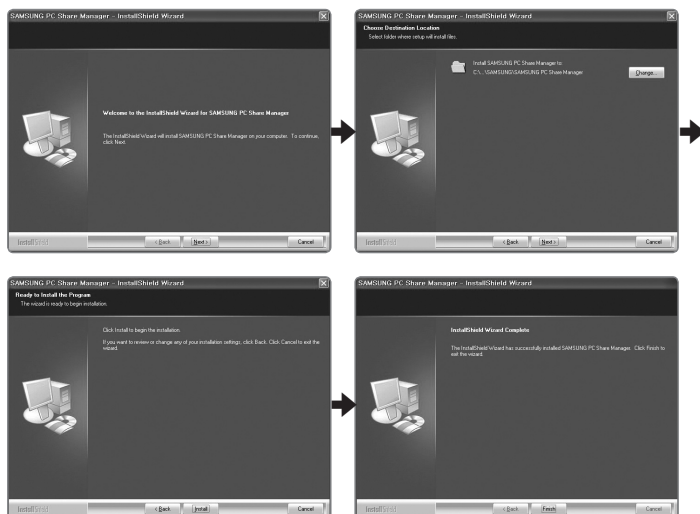 SAMSUNG PC Share Manager - InstallShield Wizard
Welcome to the InstallShield Wizard for SAMSUNG PC Share Manager
The InstallShield Wizard will install SAMSUNG PC Share Manager on your computer. To continue,
click Next.
InstallShield
< Back
Next >
Cancel
SAMSUNG PC Share Manager - InstallShield Wizard
Choose Destination Location
Select folder where setup will install files.
Install SAMSUNG PC Share Manager to:
C:\...\SAMSUNG\SAMSUNG PC Share Manager
Change...
InstallShield
< Back
Next >
Cancel
SAMSUNG PC Share Manager - InstallShield Wizard
Ready to Install the Program
The wizard is ready to begin installation.
Click Install to begin the installation.
If you want to review or change any of your installation settings, click Back. Click Cancel to exit the
wizard.
InstallShield
< Back
Install
Cancel
SAMSUNG PC Share Manager - InstallShield Wizard
InstallShield Wizard Complete
The InstallShield Wizard has successfully installed SAMSUNG PC Share Manager. Click Finish to
exit the wizard.
InstallShield
< Back
Finish
Cancel